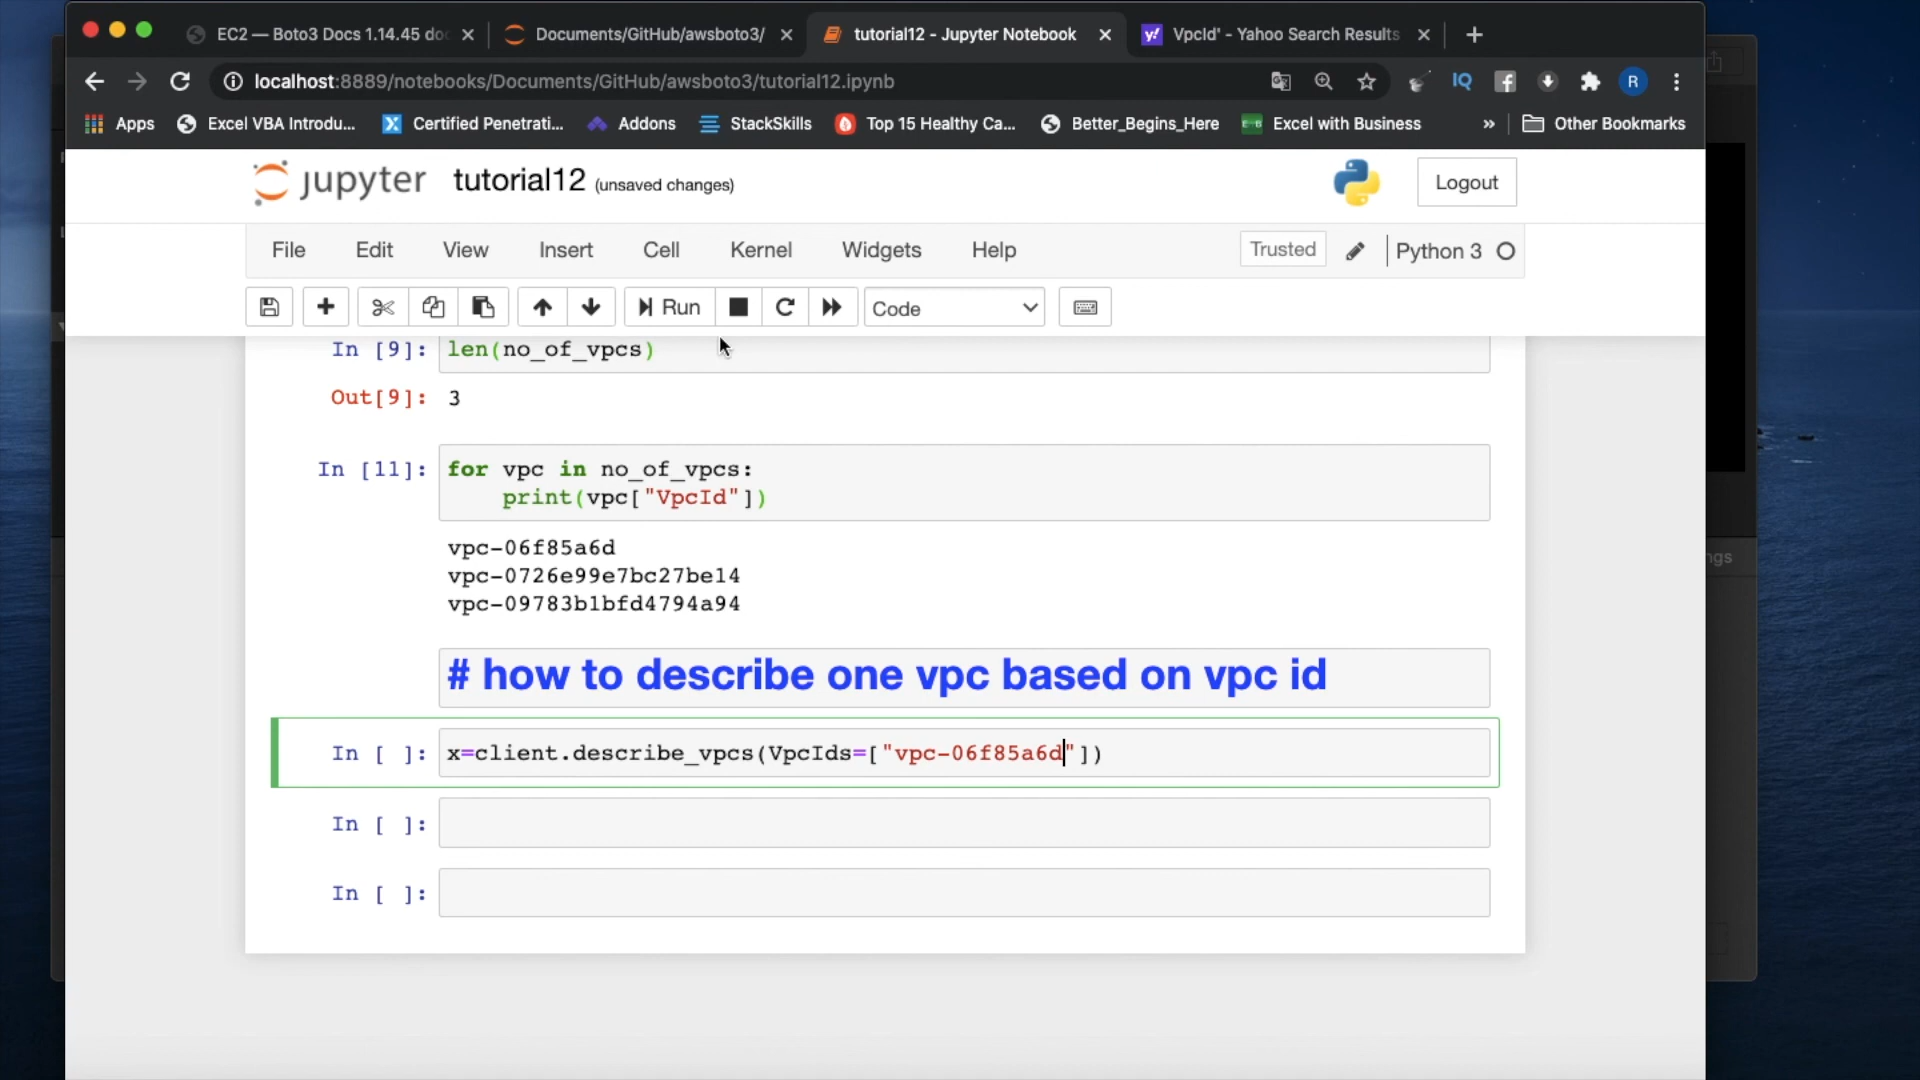 EC2 — Boto3 Docs 1.14.45 do
Documents/GitHub/awsboto3/
tutorial12 - Jupyter Notebook
VpcId' - Yahoo Search Results
localhost:8889/notebooks/Documents/GitHub/awsboto3/tutorial12.ipynb
IQ
R
Apps
Excel VBA Introdu...
Certified Penetrati...
Addons
StackSkills
Top 15 Healthy Ca...
Better_Begins_Here
Excel with Business
»
Other Bookmarks
jupyter
tutorial12 (unsaved changes)
Logout
File Edit View Insert Cell Kernel Widgets Help
Trusted
Python 3
Run
Code
In [9]: len(no_of_vpcs)
Out[9]: 3
In [11]: for vpc in no_of_vpcs:
print(vpc["VpcId"])
vpc-06f85a6d
vpc-0726e99e7bc27be14
vpc-09783b1bfd4794a94
# how to describe one vpc based on vpc id
In [ ]: x=client.describe_vpcs(VpcIds=["vpc-06f85a6d"])
In [ ]:
In [ ]: